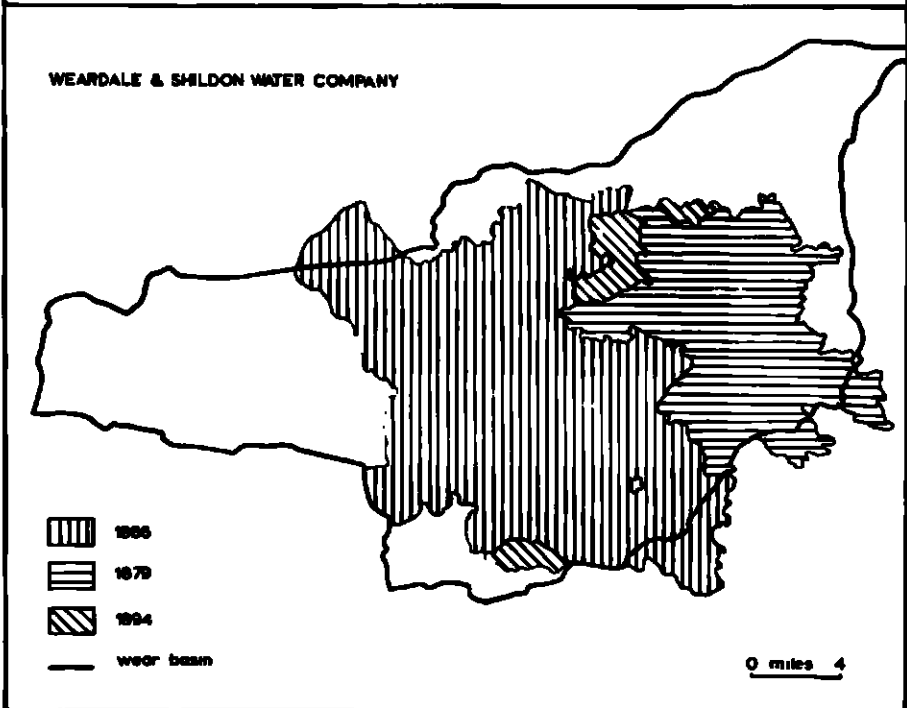 WEARDALE & SHILDON WATER COMPANY
1866
1879
1894
wear basin
0 miles 4